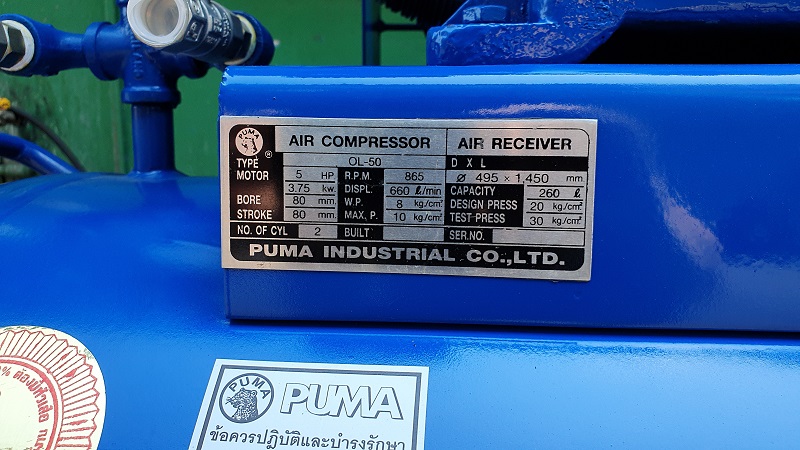 PUMA ®
AIR COMPRESSOR AIR RECEIVER
TYPE OL-50 D X L
MOTOR 5 HP R.P.M. 865 ø 495 × 1,450 mm
3.75 kw. DISPL. 660 ℓ/min CAPACITY 260 ℓ
BORE 80 mm. W.P. 8 kg/cm² DESIGN PRESS 20 kg/cm²
STROKE 80 mm. MAX. P. 10 kg/cm² TEST PRESS 30 kg/cm²
NO. OF CYL 2 BUILT SER.NO.
PUMA INDUSTRIAL CO.,LTD.
PUMA PUMA
ข้อควรปฏิบัติและบำรุงรักษา